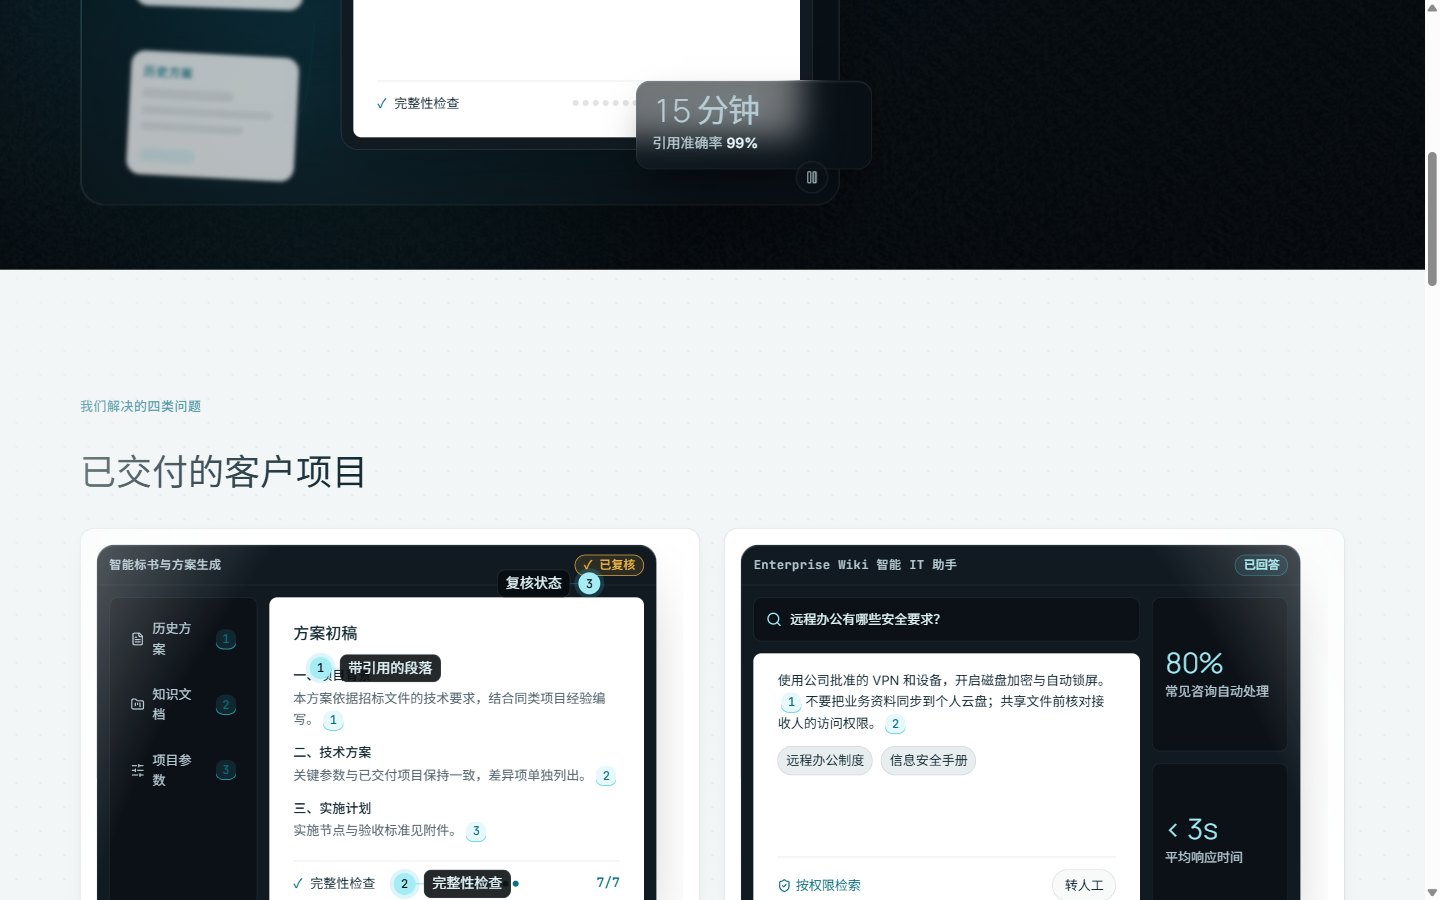 历史方案
✓ 完整性检查
15 分钟
引用准确率 99%
我们解决的四类问题
已交付的客户项目
智能标书与方案生成
✓ 已复核
复核状态 3
历史方案 1
知识文档 2
项目参数 3
方案初稿
1 带引用的段落
一、项目
本方案依据招标文件的技术要求，结合同类项目经验编
写。 1
二、技术方案
关键参数与已交付项目保持一致，差异项单独列出。 2
三、实施计划
实施节点与验收标准见附件。 3
✓ 完整性检查
2 完整性检查
7/7
Enterprise Wiki 智能 IT 助手
已回答
远程办公有哪些安全要求？
使用公司批准的 VPN 和设备，开启磁盘加密与自动锁屏。
1 不要把业务资料同步到个人云盘；共享文件前核对接
收人的访问权限。 2
远程办公制度
信息安全手册
按权限检索
转人工
80%
常见咨询自动处理
< 3s
平均响应时间